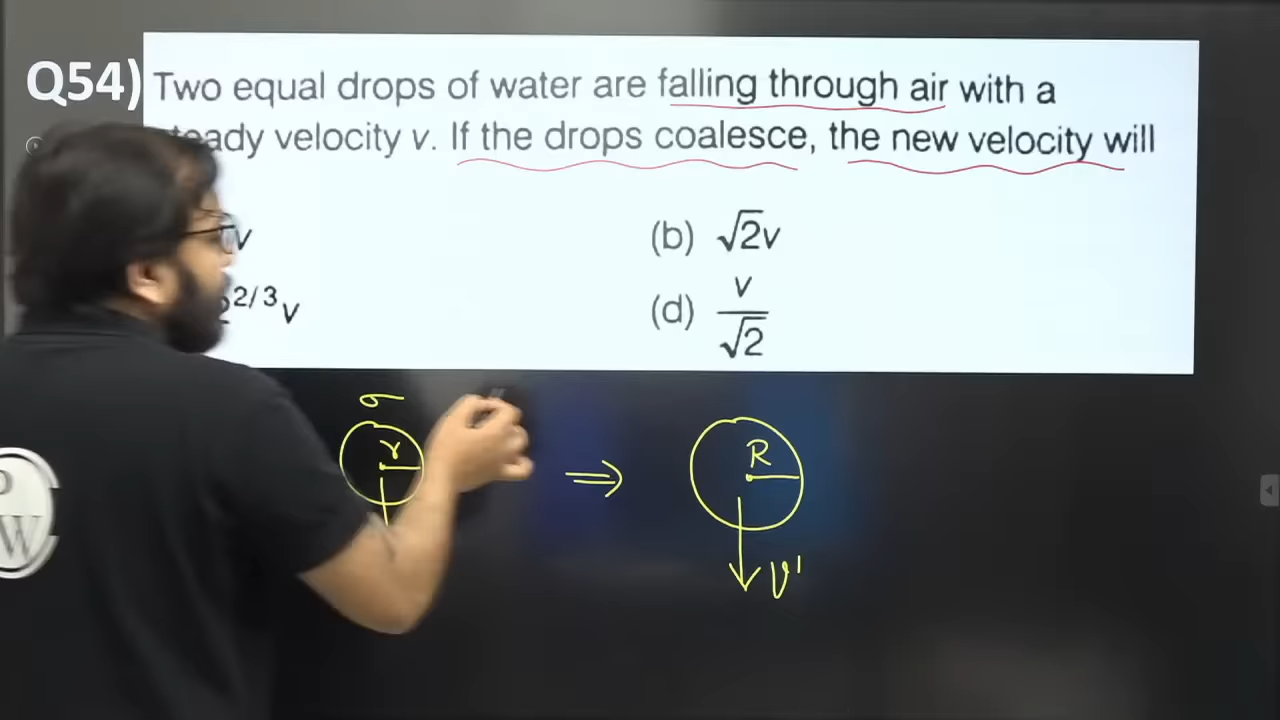 Q54) Two equal drops of water are falling through air with a
velocity v. If the drops coalesce, the new velocity will
v
(b) √2v
2/3 v
(d) v/√2
σ
r
⇒
R
v'
P
W